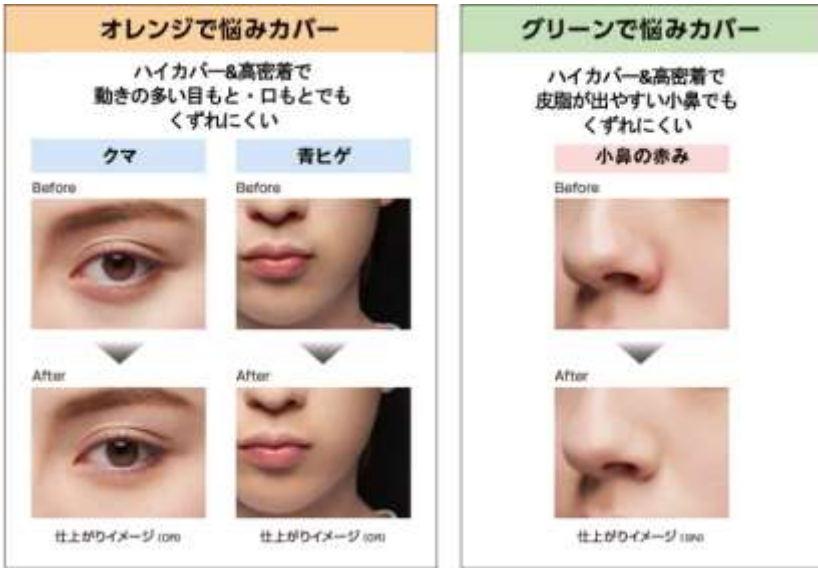 オレンジで悩みカバー
ハイカバー&高密着で
動きの多い目もと・口もとでも
くずれにくい
クマ
青ヒゲ
Before
Before
After
After
仕上がりイメージ (OR)
仕上がりイメージ (OR)
グリーンで悩みカバー
ハイカバー&高密着で
皮脂が出やすい小鼻でも
くずれにくい
小鼻の赤み
Before
After
仕上がりイメージ (GN)